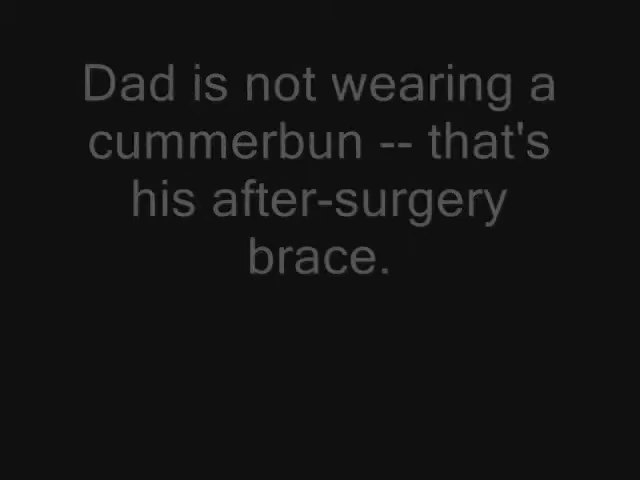 Dad is not wearing a
cummerbun -- that's
his after-surgery
brace.